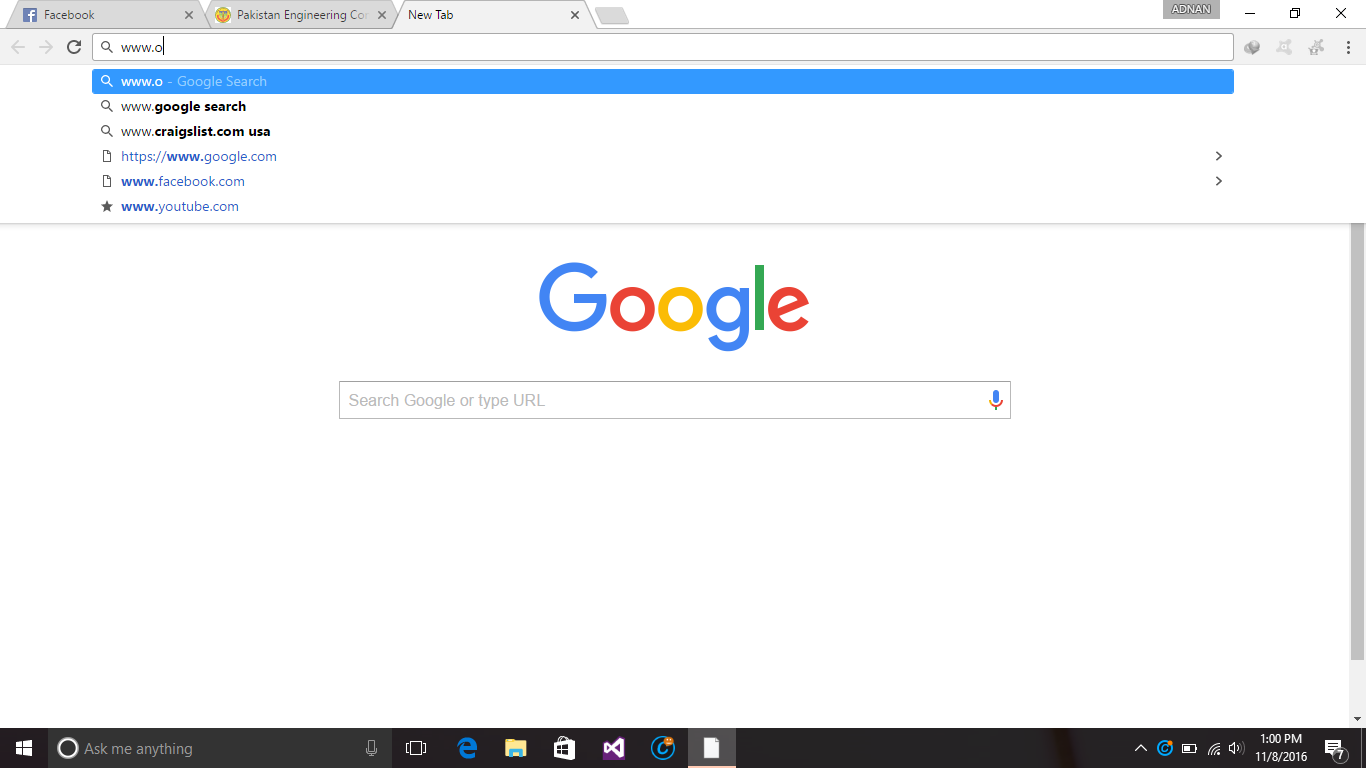 Facebook
Pakistan Engineering Cor
New Tab
ADNAN
www.o
www.o - Google Search
www.google search
www.craigslist.com usa
https://www.google.com
www.facebook.com
www.youtube.com
Google
Search Google or type URL
Ask me anything
1:00 PM
11/8/2016
7